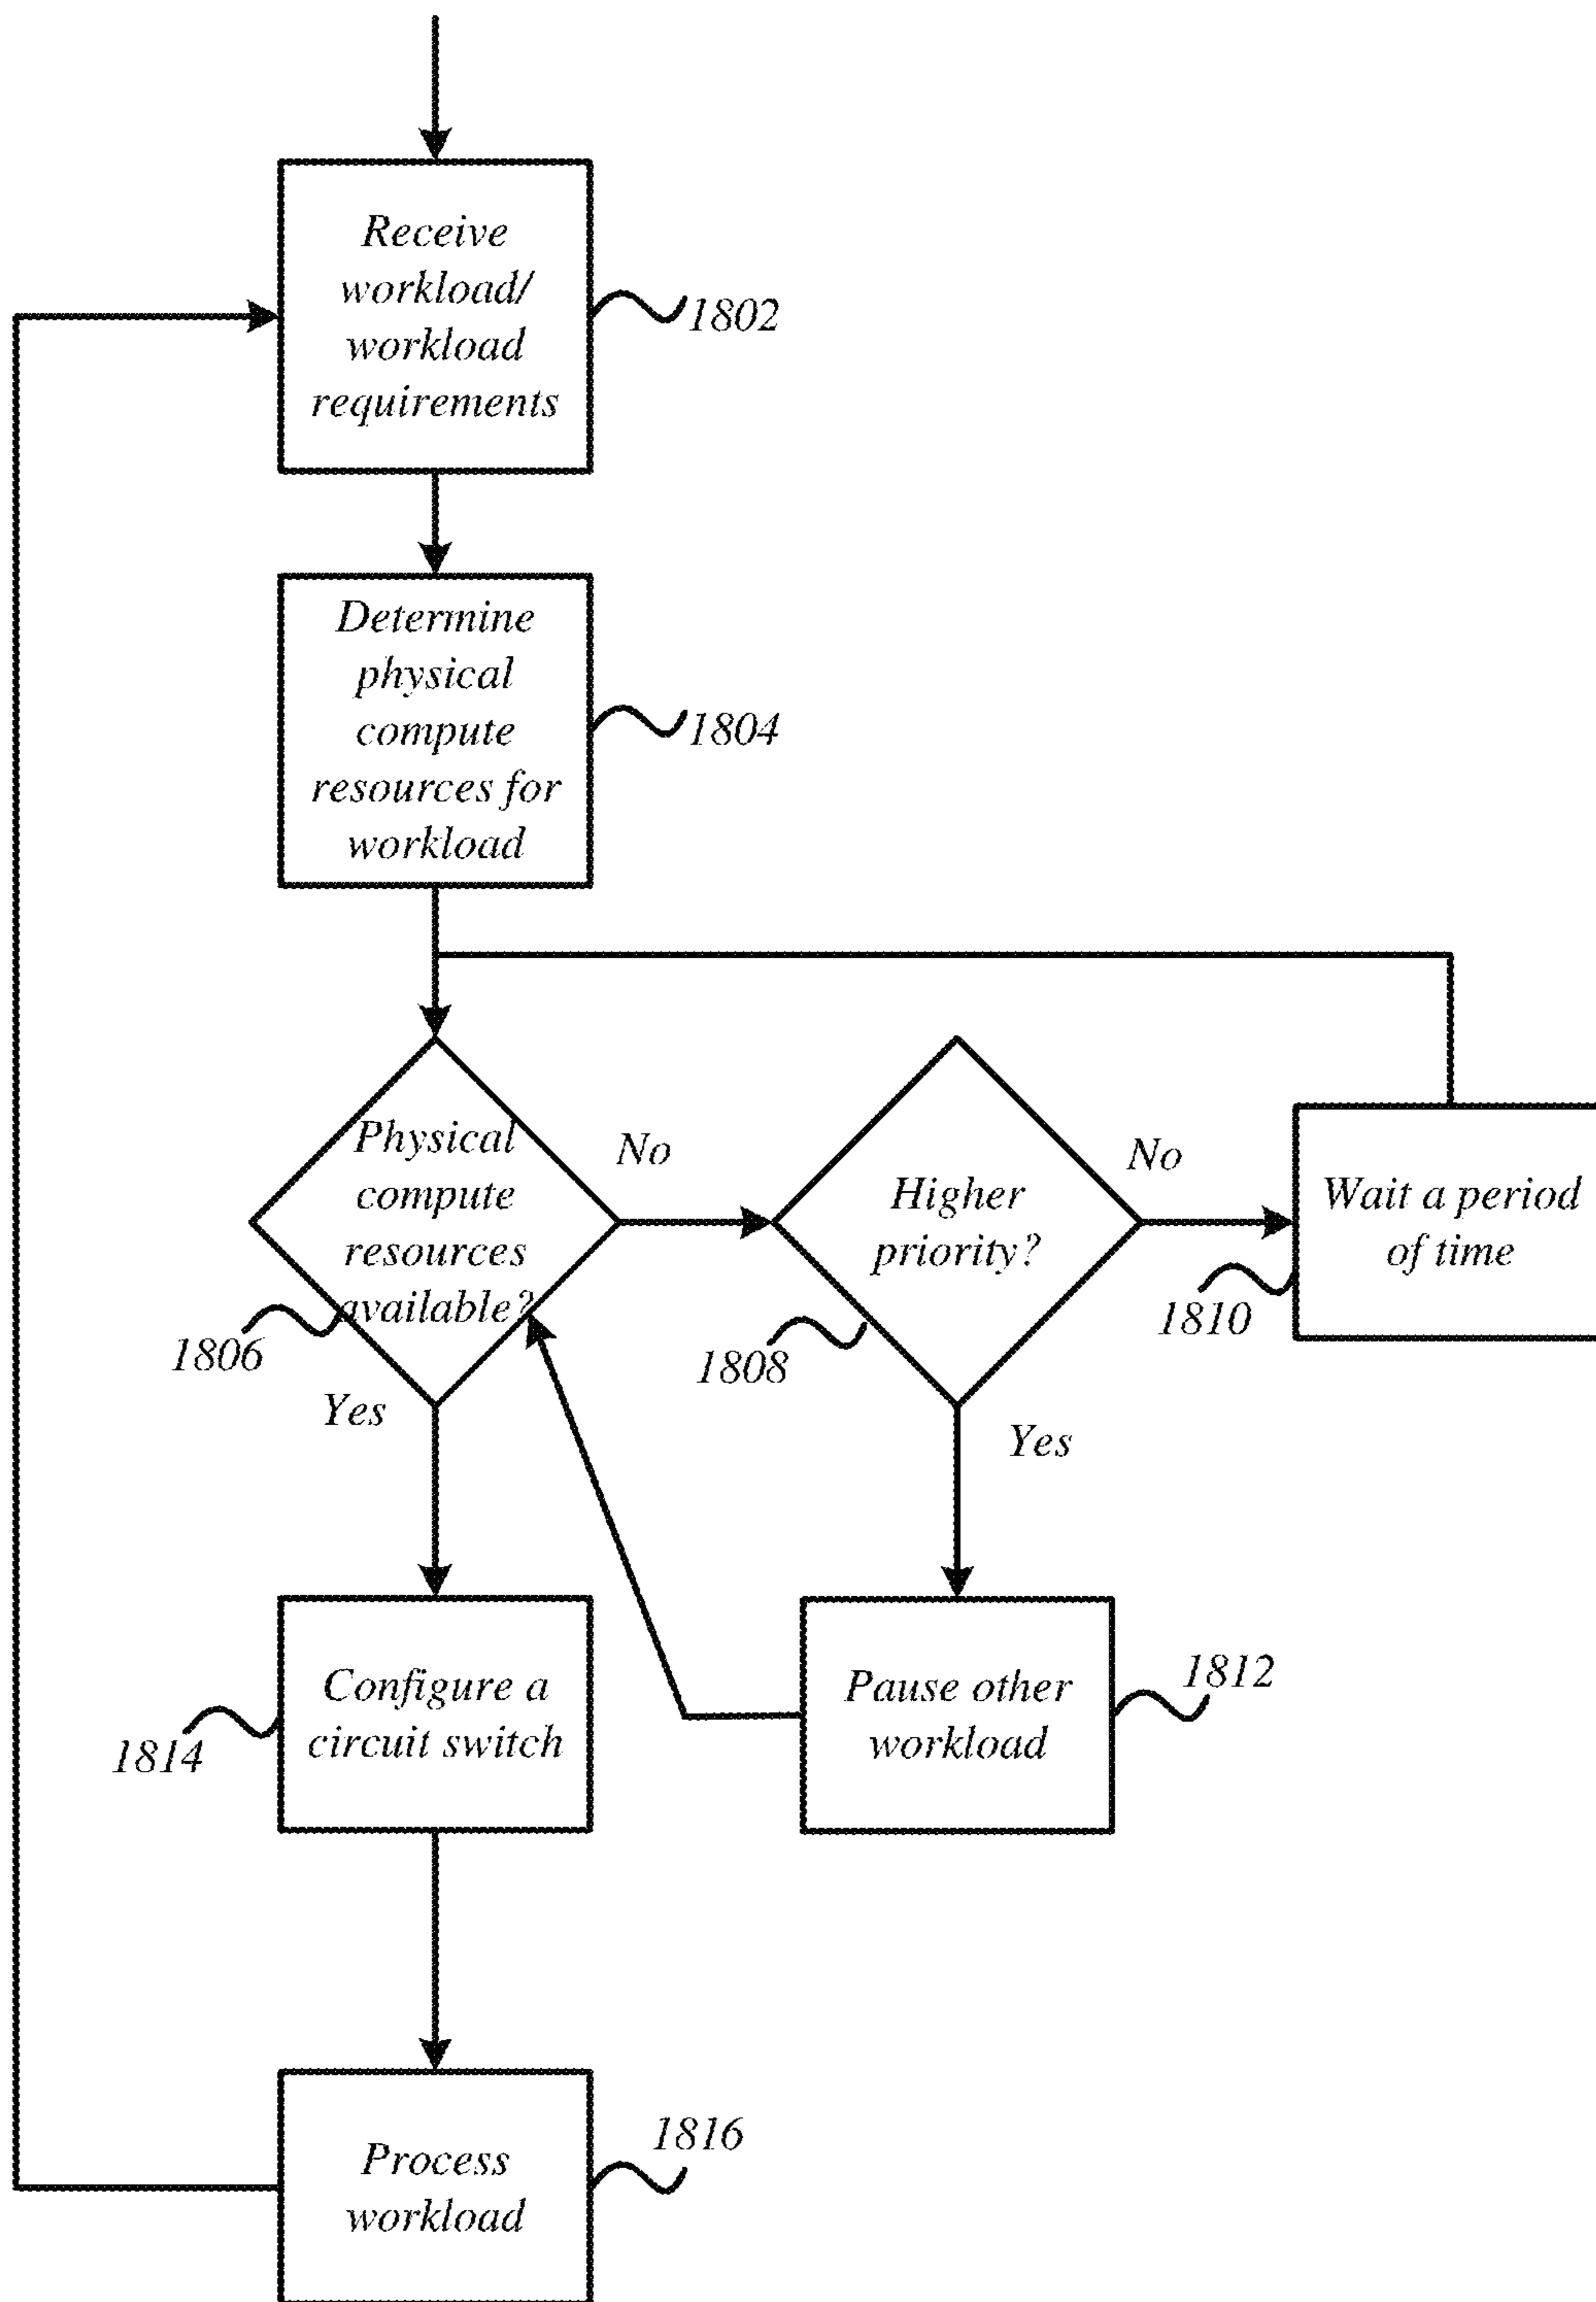 Receive
workload/
workload
requirements
1802
Determine
physical
compute
resources for
workload
1804
Physical
compute
resources
available?
1806
No
Higher
priority?
1808
No
Wait a period
of time
1810
Yes
Yes
Configure a
circuit switch
1814
Pause other
workload
1812
Process
workload
1816